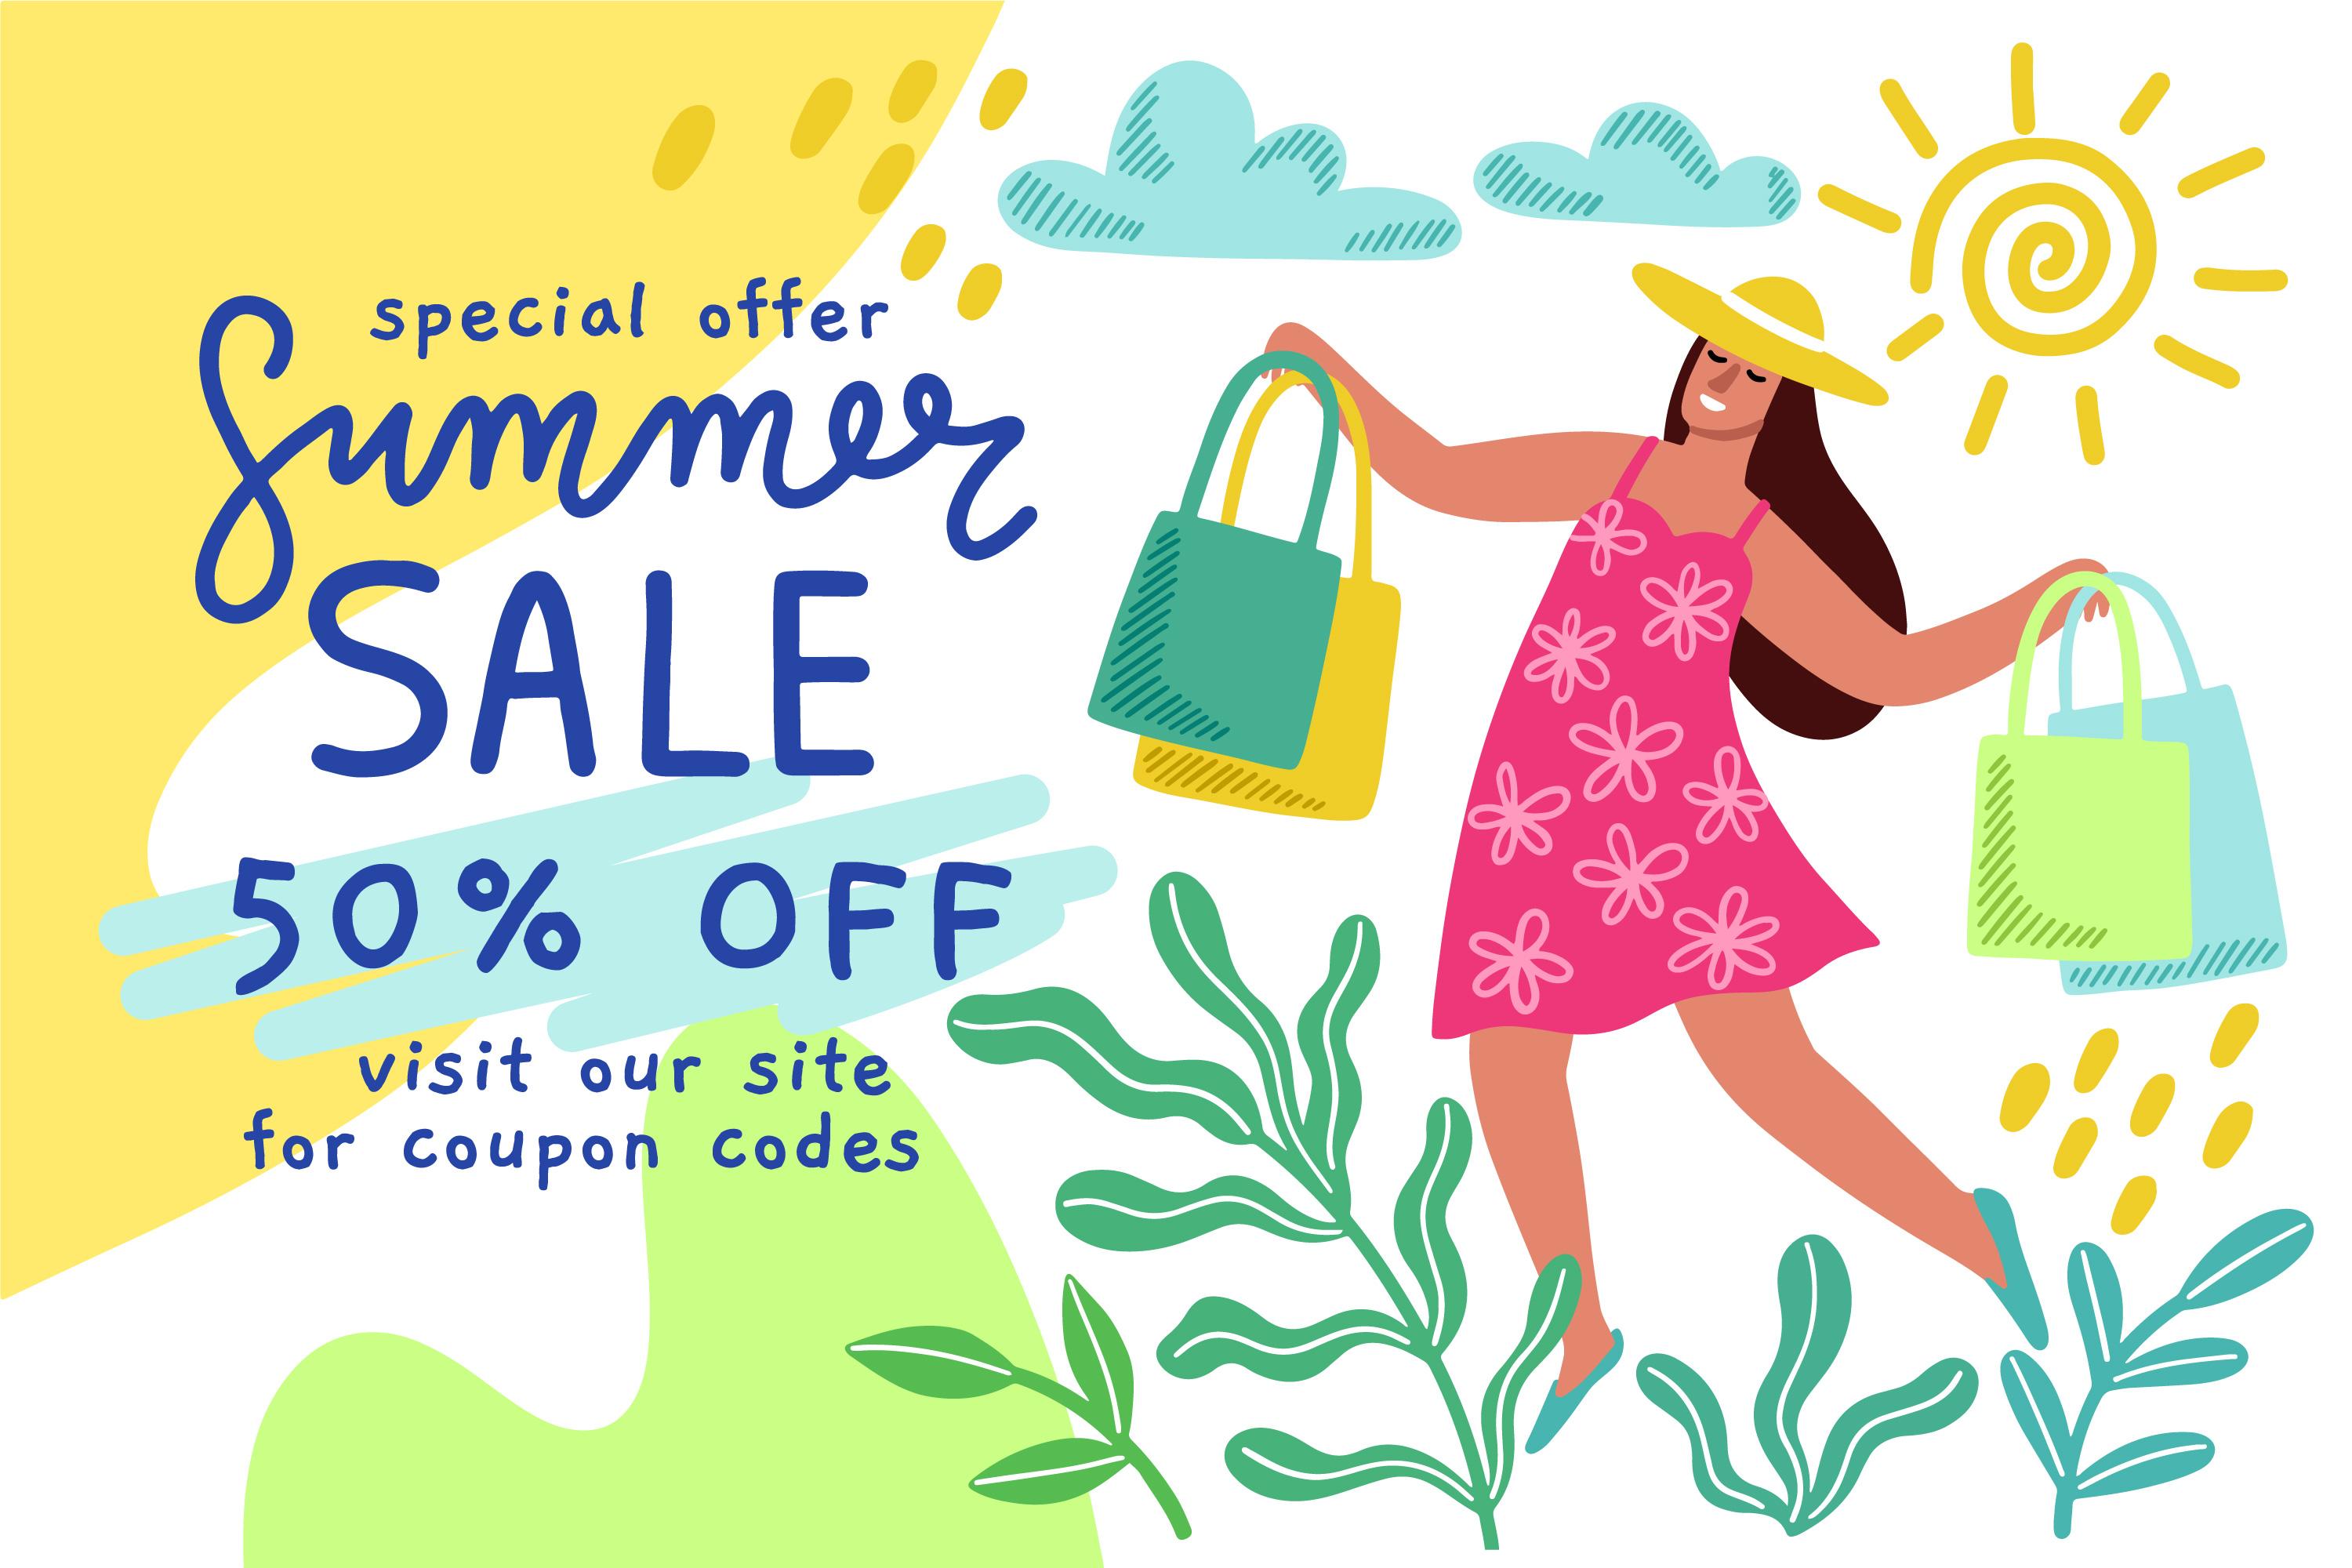 special offer
Summer
SALE
50% OFF
visit our site
for coupon codes